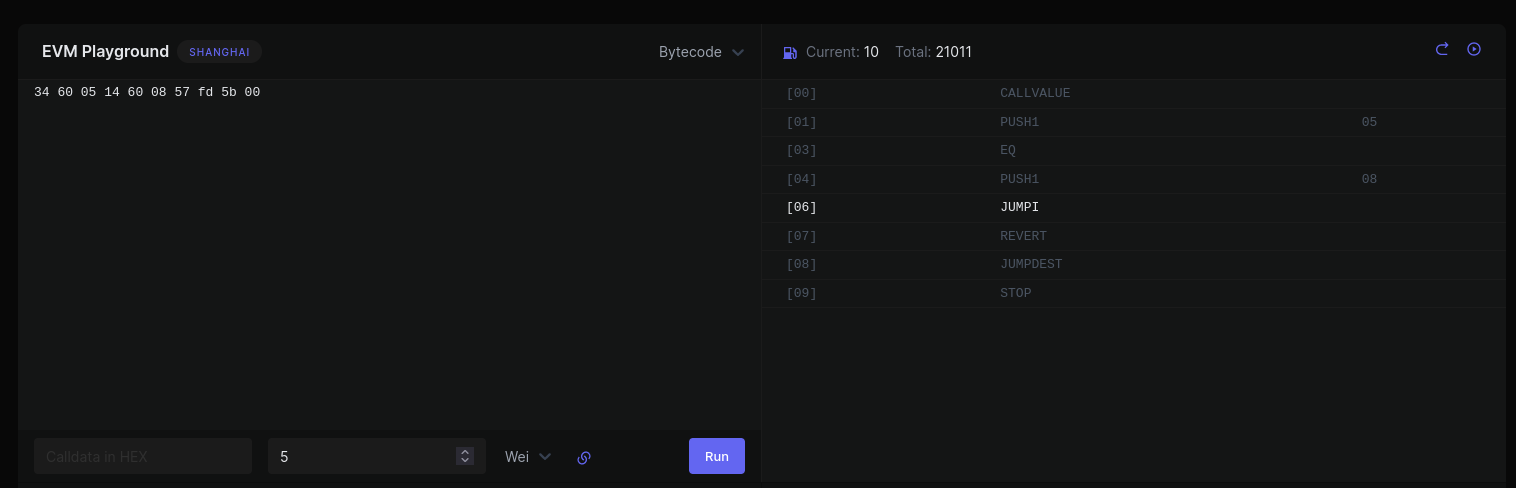 EVM Playground SHANGHAI Bytecode
34 60 05 14 60 08 57 fd 5b 00
Calldata in HEX 5 Wei Run
Current: 10 Total: 21011
[00] CALLVALUE
[01] PUSH1 05
[03] EQ
[04] PUSH1 08
[06] JUMPI
[07] REVERT
[08] JUMPDEST
[09] STOP